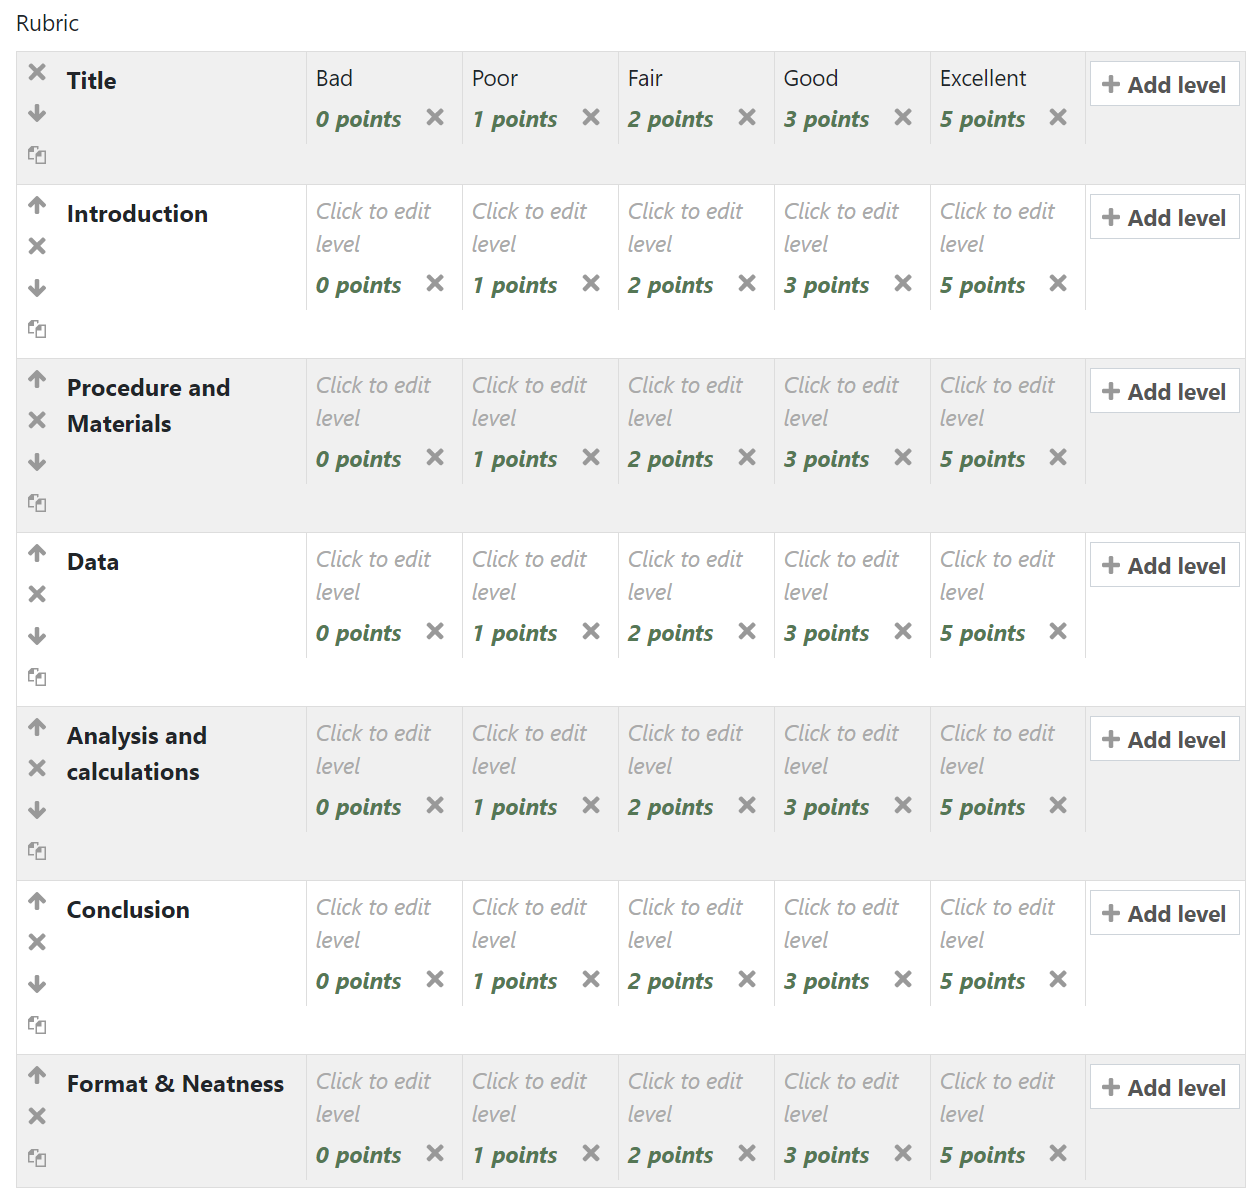 Rubric
Title
Bad
0 points
Poor
1 points
Fair
2 points
Good
3 points
Excellent
5 points
Add level
Introduction
Click to edit
level
0 points
Click to edit
level
1 points
Click to edit
level
2 points
Click to edit
level
3 points
Click to edit
level
5 points
Add level
Procedure and
Materials
Click to edit
level
0 points
Click to edit
level
1 points
Click to edit
level
2 points
Click to edit
level
3 points
Click to edit
level
5 points
Add level
Data
Click to edit
level
0 points
Click to edit
level
1 points
Click to edit
level
2 points
Click to edit
level
3 points
Click to edit
level
5 points
Add level
Analysis and
calculations
Click to edit
level
0 points
Click to edit
level
1 points
Click to edit
level
2 points
Click to edit
level
3 points
Click to edit
level
5 points
Add level
Conclusion
Click to edit
level
0 points
Click to edit
level
1 points
Click to edit
level
2 points
Click to edit
level
3 points
Click to edit
level
5 points
Add level
Format & Neatness
Click to edit
level
0 points
Click to edit
level
1 points
Click to edit
level
2 points
Click to edit
level
3 points
Click to edit
level
5 points
Add level